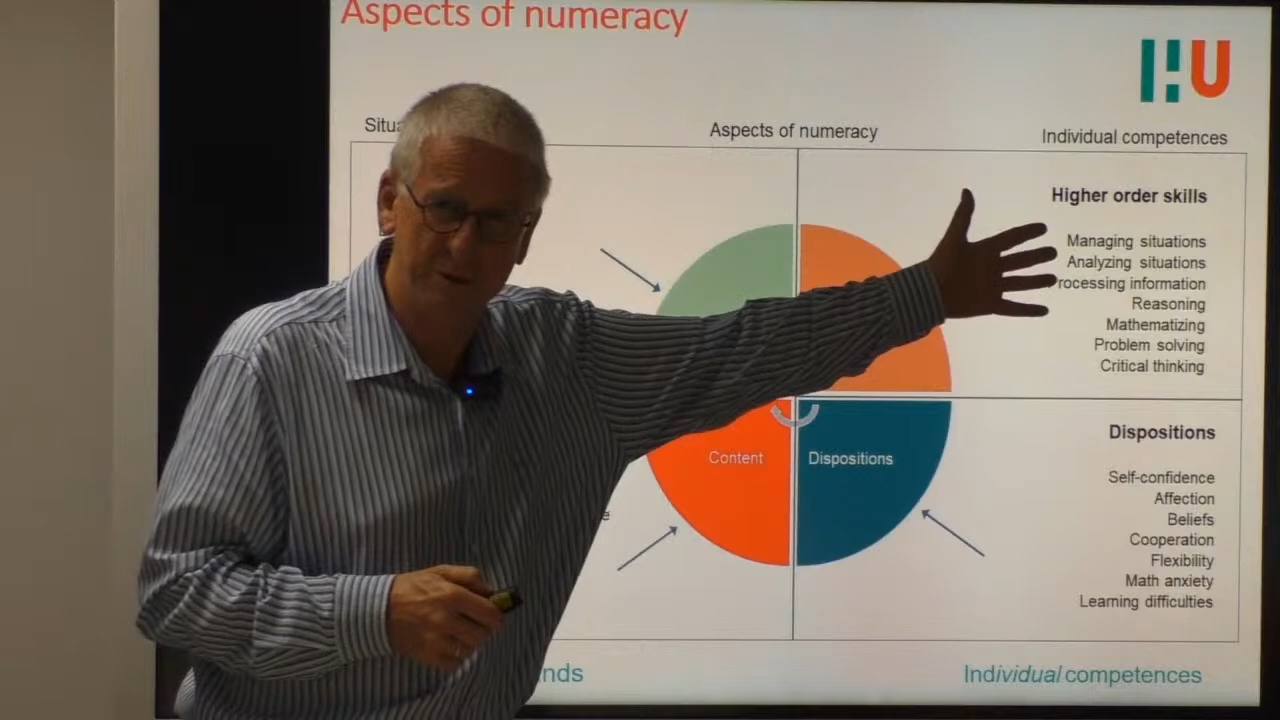 Aspects of numeracy
HU
Aspects of numeracy
Individual competences
Higher order skills
Managing situations
Analyzing situations
rocessing information
Reasoning
Mathematizing
Problem solving
Critical thinking
Content
Dispositions
Dispositions
Self-confidence
Affection
Beliefs
Cooperation
Flexibility
Math anxiety
Learning difficulties
Individual competences